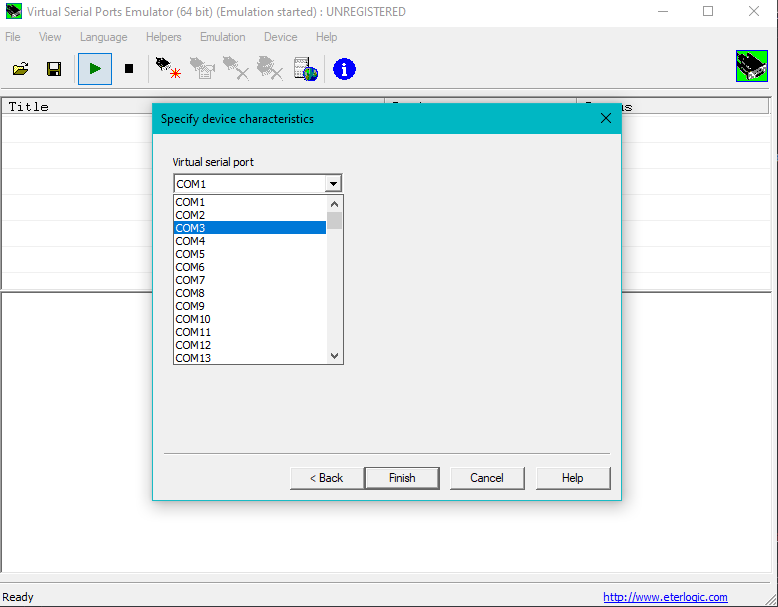 Virtual Serial Ports Emulator (64 bit) (Emulation started) : UNREGISTERED
File View Language Helpers Emulation Device Help
Title
Specify device characteristics
Virtual serial port
COM1
COM1
COM2
COM3
COM4
COM5
COM6
COM7
COM8
COM9
COM10
COM11
COM12
COM13
< Back Finish Cancel Help
Ready http://www.eterlogic.com